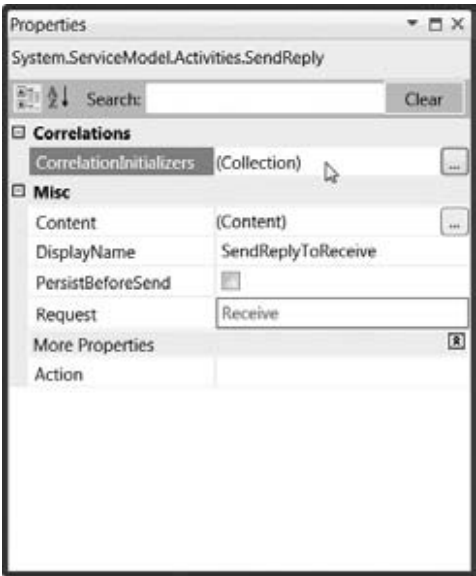 Properties
System.ServiceModel.Activities.SendReply
Search: Clear
Correlations
CorrelationInitializers (Collection) ...
Misc
Content (Content) ...
DisplayName SendReplyToReceive
PersistBeforeSend
Request Receive
More Properties
Action